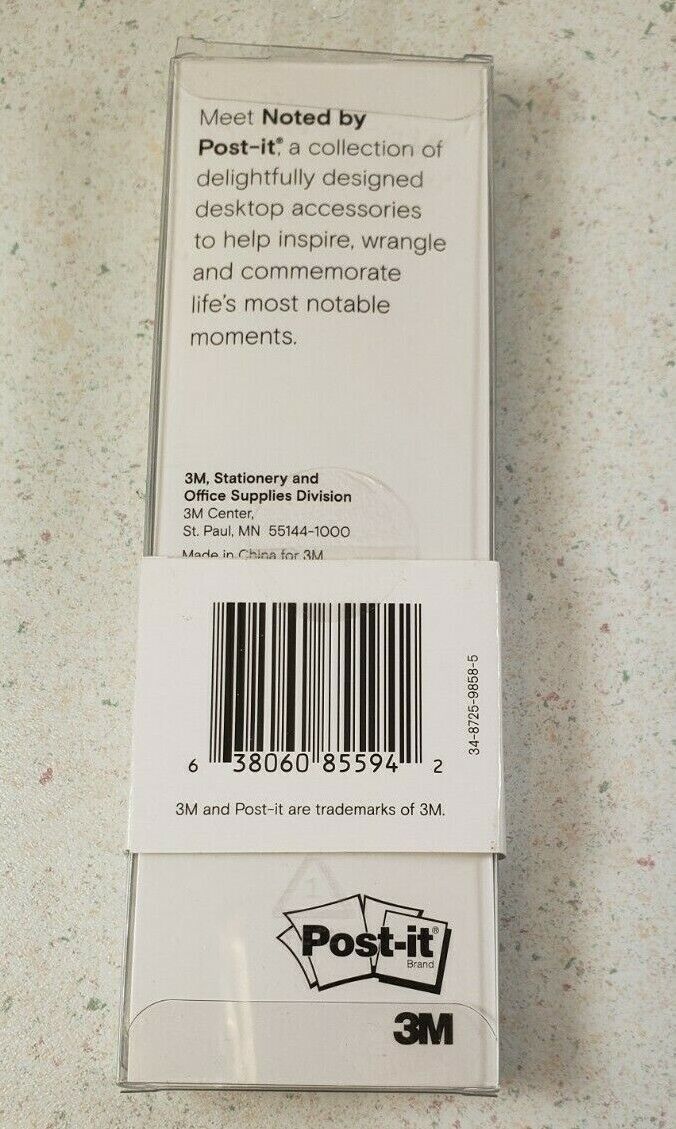 Meet Noted by
Post-it®, a collection of
delightfully designed
desktop accessories
to help inspire, wrangle
and commemorate
life's most notable
moments.
3M, Stationery and
Office Supplies Division
3M Center,
St. Paul, MN 55144-1000
Made in China for 3M
34-8725-9858-5
6 38060 85594 2
3M and Post-it are trademarks of 3M.
1
Post-it®
Brand
3M